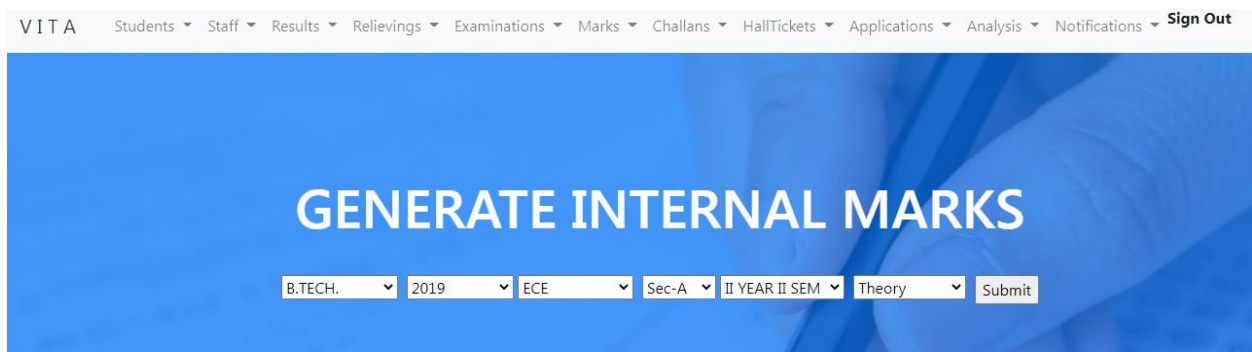 VITA Students Staff Results Relievings Examinations Marks Challans HallTickets Applications Analysis Notifications Sign Out
GENERATE INTERNAL MARKS
B.TECH. 2019 ECE Sec-A II YEAR II SEM Theory Submit